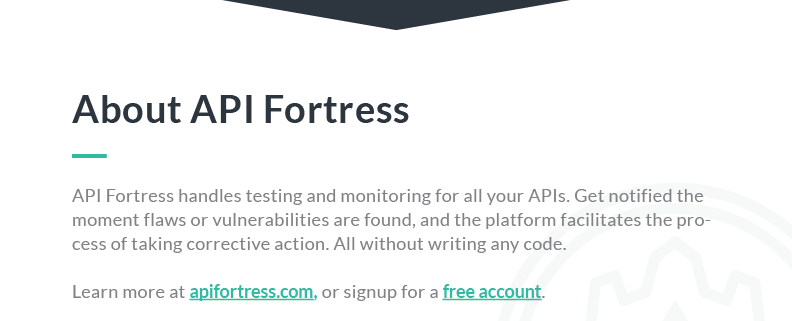 About API Fortress
API Fortress handles testing and monitoring for all your APIs. Get notified the
moment flaws or vulnerabilities are found, and the platform facilitates the pro-
cess of taking corrective action. All without writing any code.
Learn more at apifortress.com, or signup for a free account.